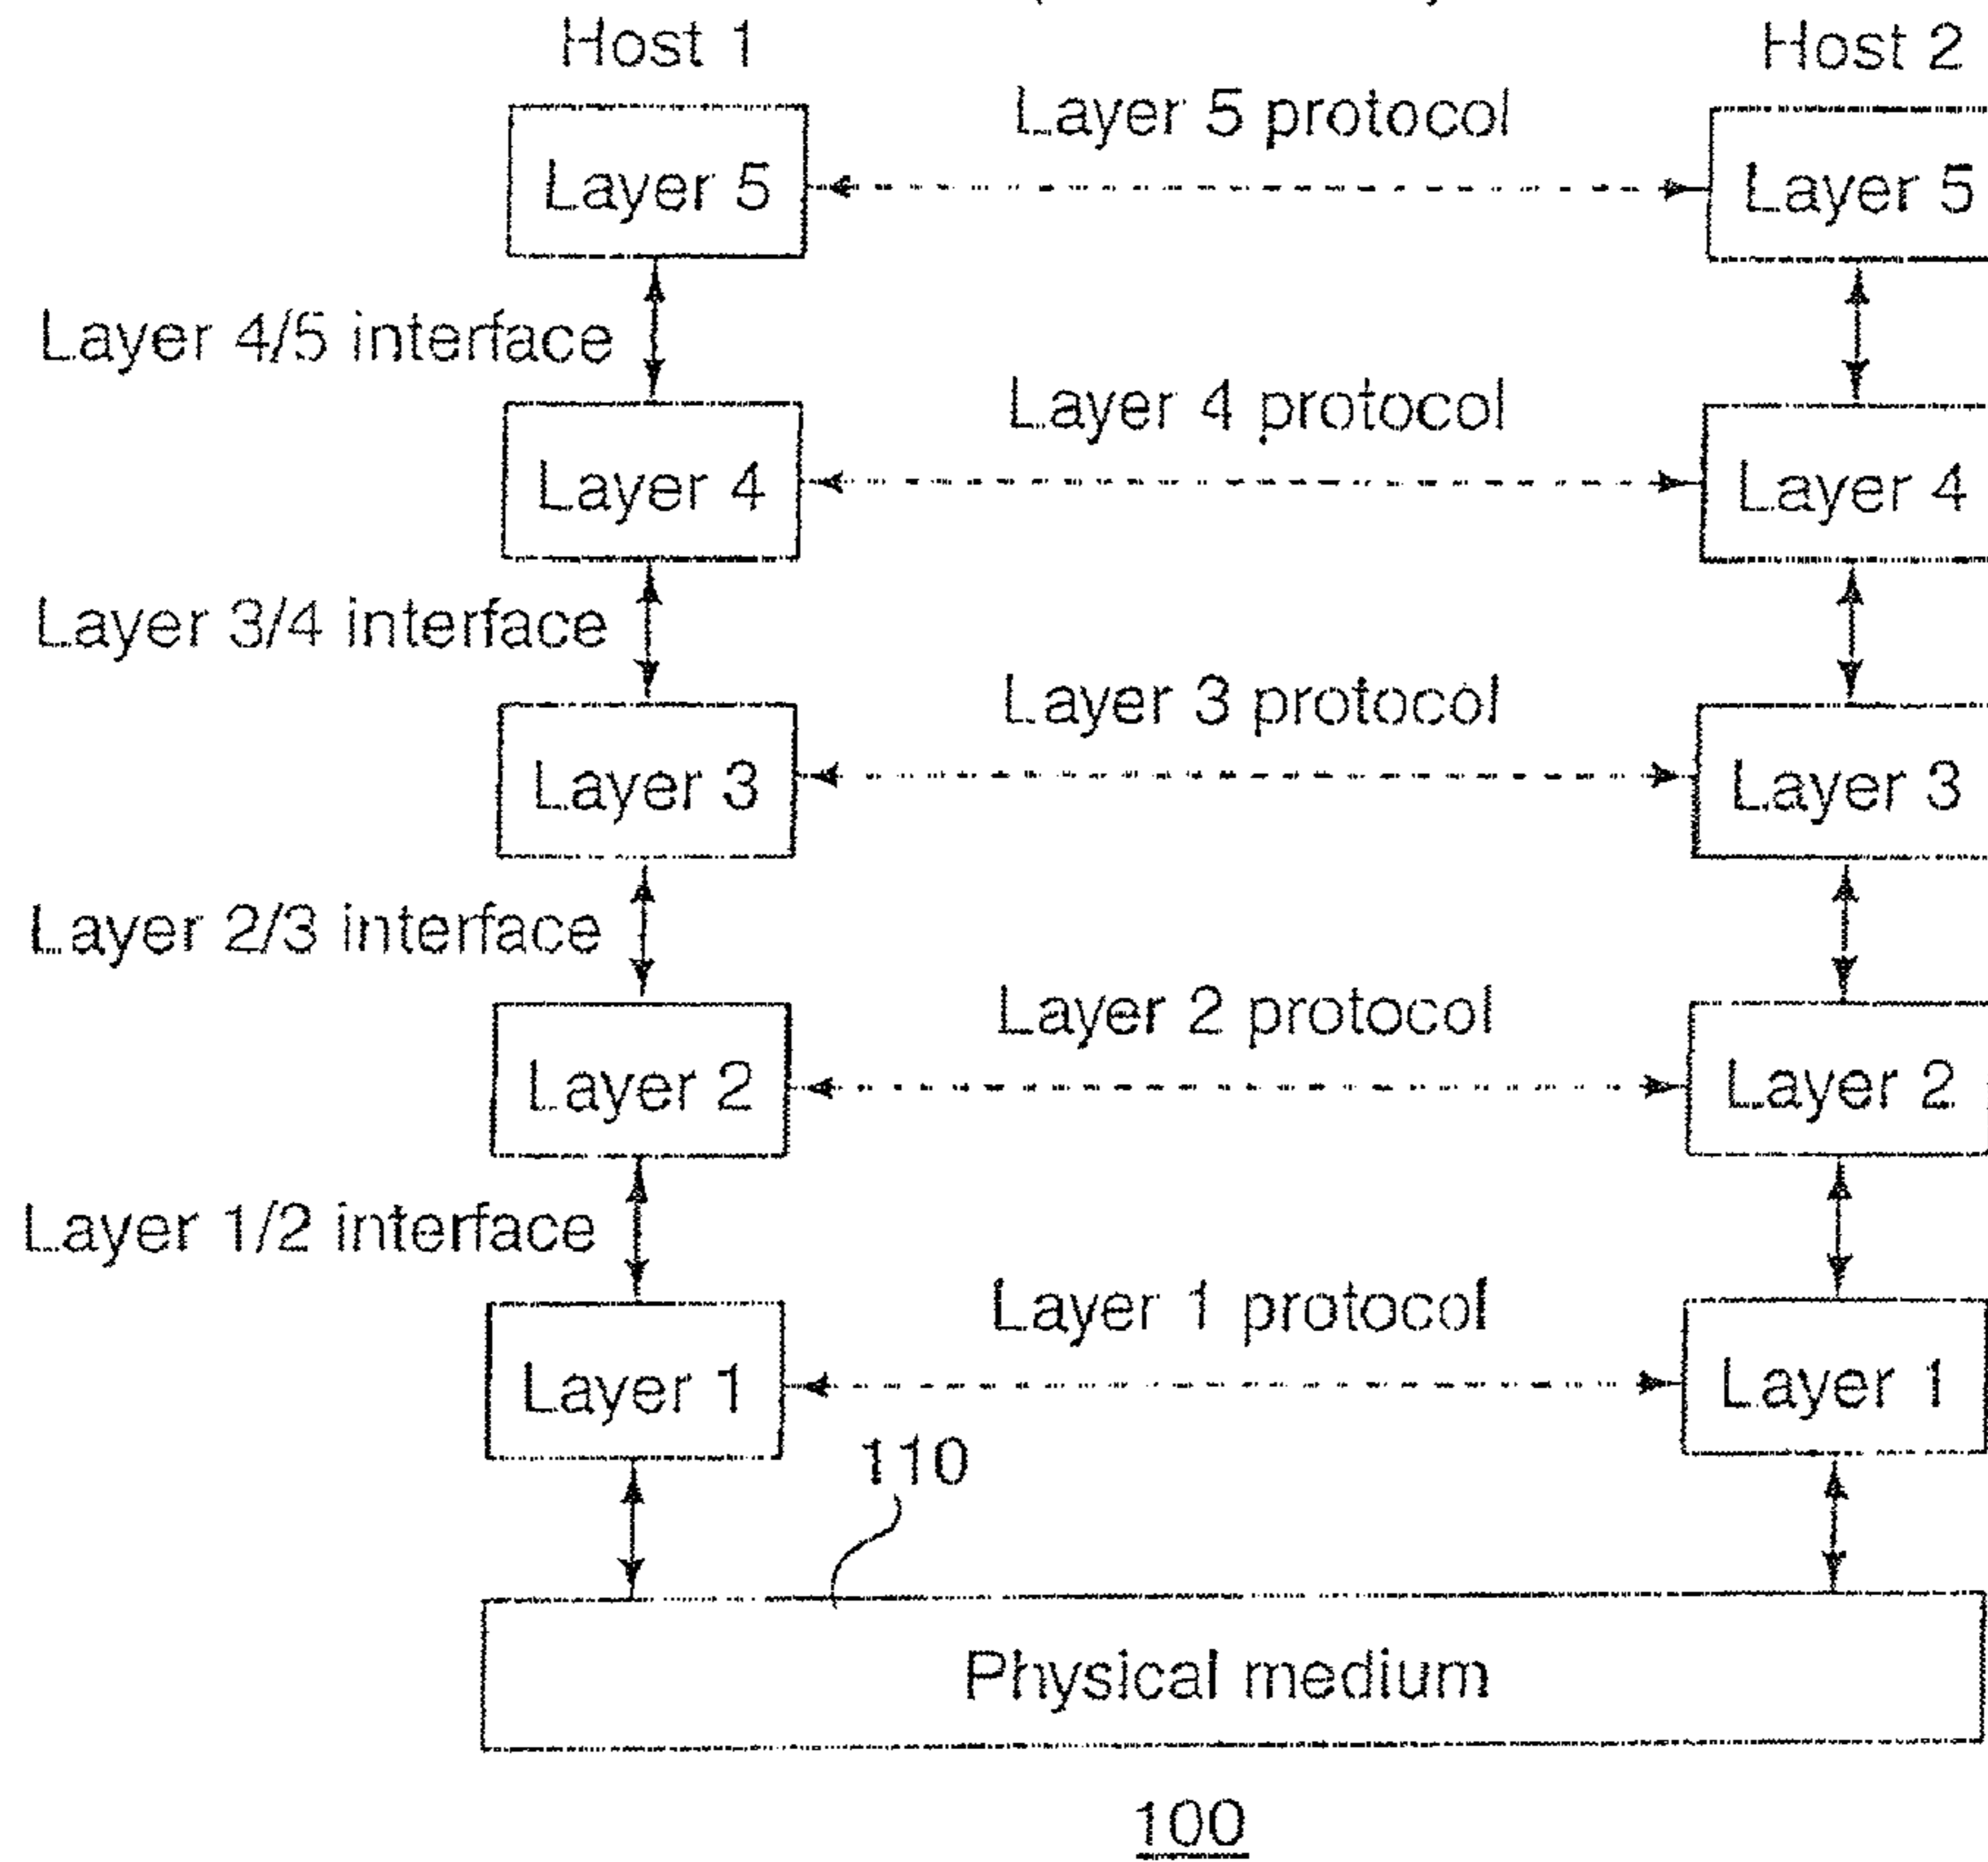 Host 1 Host 2
Layer 5 protocol
Layer 5 Layer 5
Layer 4/5 interface
Layer 4 protocol
Layer 4 Layer 4
Layer 3/4 interface
Layer 3 protocol
Layer 3 Layer 3
Layer 2/3 interface
Layer 2 protocol
Layer 2 Layer 2
Layer 1/2 interface
Layer 1 protocol
Layer 1 Layer 1
110
Physical medium
100